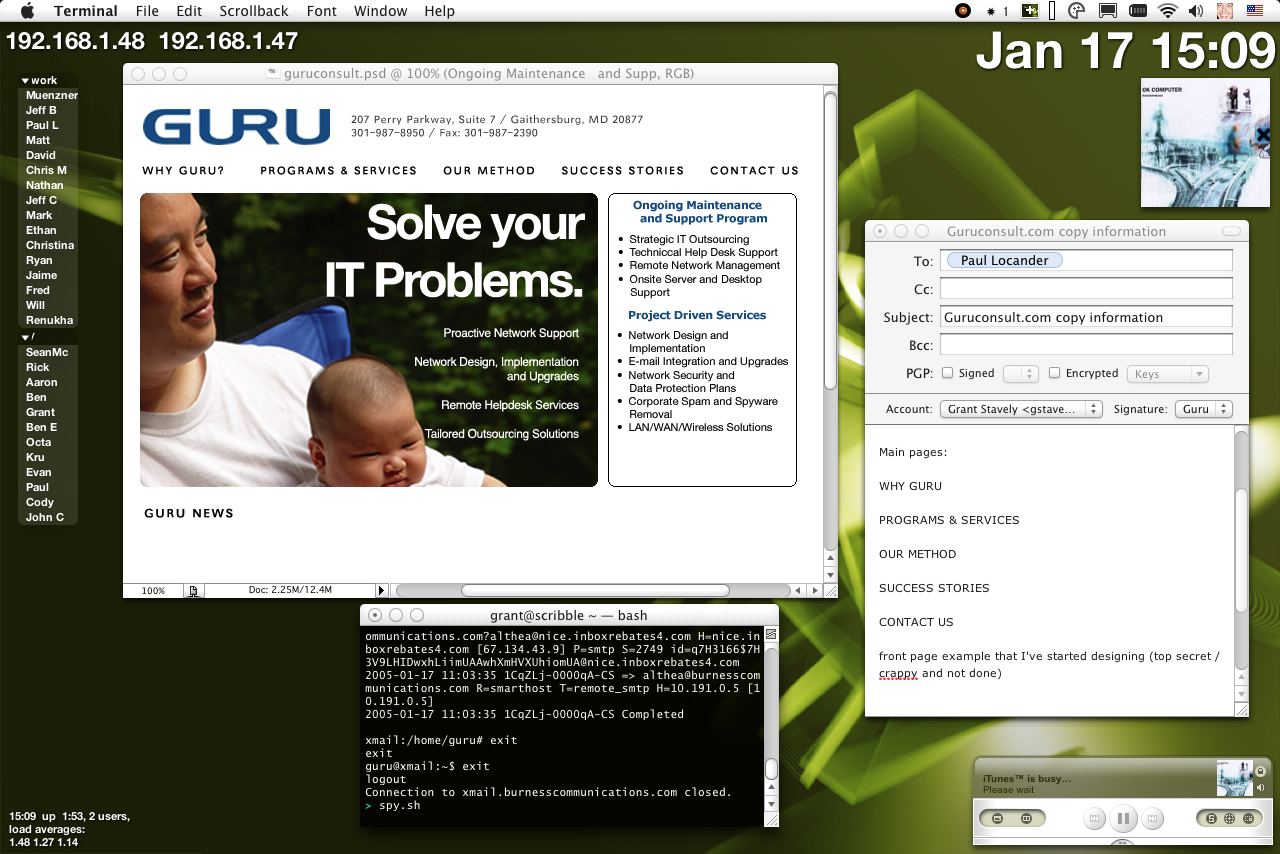 Terminal File Edit Scrollback Font Window Help
1
192.168.1.48 192.168.1.47
Jan 17 15:09
work
Muenzner
Jeff B
Paul L
Matt
David
Chris M
Nathan
Jeff C
Mark
Ethan
Christina
Ryan
Jaime
Fred
Will
Renukha
/
SeanMc
Rick
Aaron
Ben
Grant
Ben E
Octa
Kru
Evan
Paul
Cody
John C
guruconsult.psd @ 100% (Ongoing Maintenance and Supp, RGB)
GURU
207 Perry Parkway, Suite 7 / Gaithersburg, MD 20877
301-987-8950 / Fax: 301-987-2390
WHY GURU? PROGRAMS & SERVICES OUR METHOD SUCCESS STORIES CONTACT US
Solve your
IT Problems.
Proactive Network Support
Network Design, Implementation
and Upgrades
Remote Helpdesk Services
Tailored Outsourcing Solutions
Ongoing Maintenance
and Support Program
• Strategic IT Outsourcing
• Techniccal Help Desk Support
• Remote Network Management
• Onsite Server and Desktop
Support
Project Driven Services
• Network Design and
Implementation
• E-mail Integration and Upgrades
• Network Security and
Data Protection Plans
• Corporate Spam and Spyware
Removal
• LAN/WAN/Wireless Solutions
GURU NEWS
100% Doc: 2.25M/12.4M
OK COMPUTER
Guruconsult.com copy information
To: Paul Locander
Cc:
Subject: Guruconsult.com copy information
Bcc:
PGP: Signed Encrypted Keys
Account: Grant Stavely <gstave... Signature: Guru
Main pages:
WHY GURU
PROGRAMS & SERVICES
OUR METHOD
SUCCESS STORIES
CONTACT US
front page example that I've started designing (top secret /
crappy and not done)
grant@scribble ~ — bash
ommunications.com?althea@nice.inboxrebates4.com H=nice.in
boxrebates4.com [67.134.43.9] P=smtp S=2749 id=q7H3166$7H
3V9LHIDwxhLiimUAAwhXmHVXUhiomUA@nice.inboxrebates4.com
2005-01-17 11:03:35 1CqZLj-0000qA-CS => althea@burnesscom
munications.com R=smarthost T=remote_smtp H=10.191.0.5 [1
0.191.0.5]
2005-01-17 11:03:35 1CqZLj-0000qA-CS Completed
xmail:/home/guru# exit
exit
guru@xmail:~$ exit
logout
Connection to xmail.burnesscommunications.com closed.
> spy.sh
iTunes™ is busy...
Please wait
15:09 up 1:53, 2 users,
load averages:
1.48 1.27 1.14